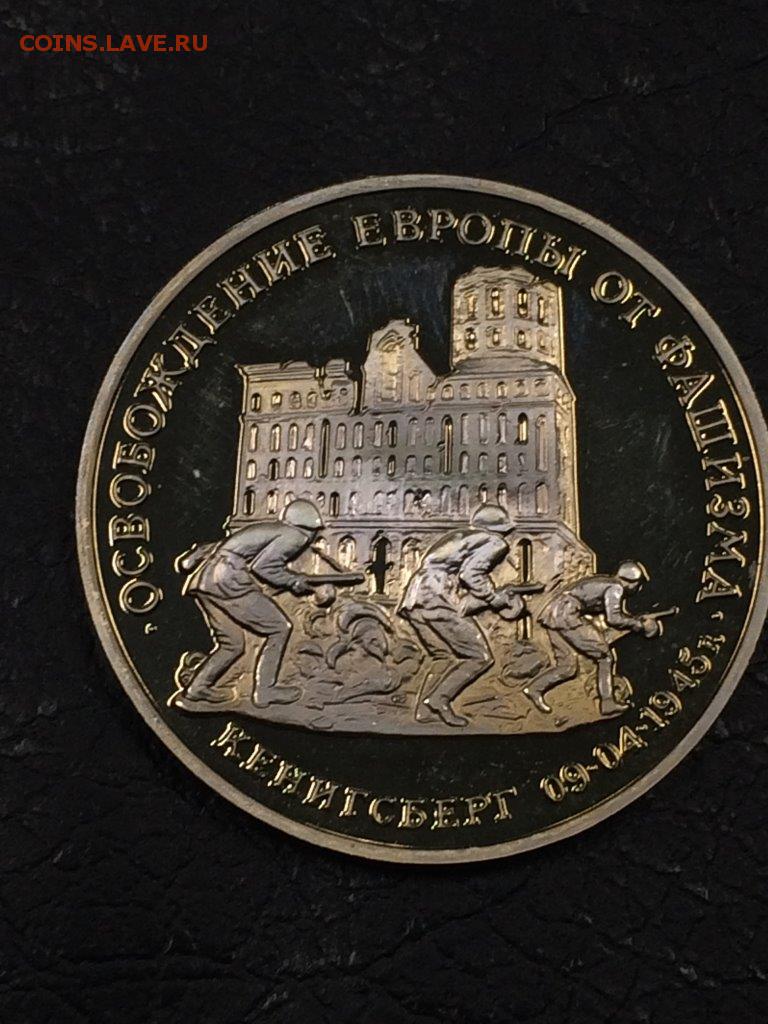 COINS.LAVE.RU
"ОСВОБОЖДЕНИЕ ЕВРОПЫ ОТ ФАШИЗМА"
КЕНИГСБЕРГ 09·04·1945 г.